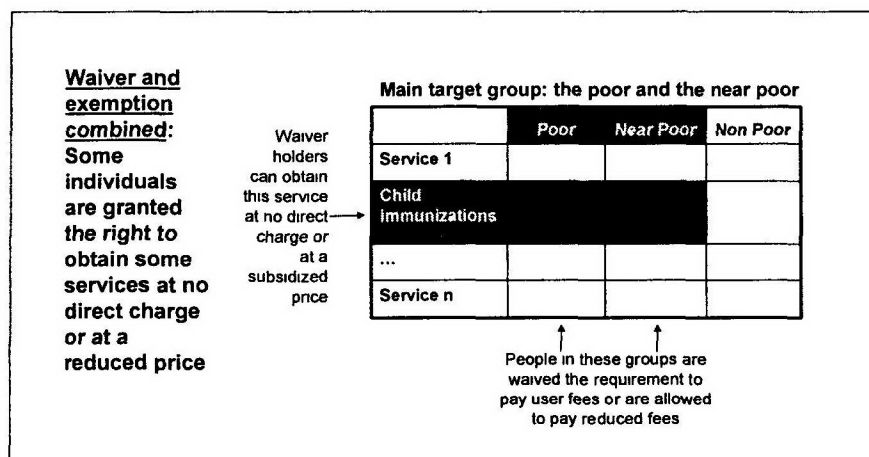 Waiver and
exemption
combined:
Some
individuals
are granted
the right to
obtain some
services at no
direct charge
or at a
reduced price
Waiver
holders
can obtain
this service
at no direct
charge or
at a
subsidized
price
Main target group: the poor and the near poor
Poor Near Poor Non Poor
Service 1
Child
Immunizations
...
Service n
People in these groups are
waived the requirement to
pay user fees or are allowed
to pay reduced fees